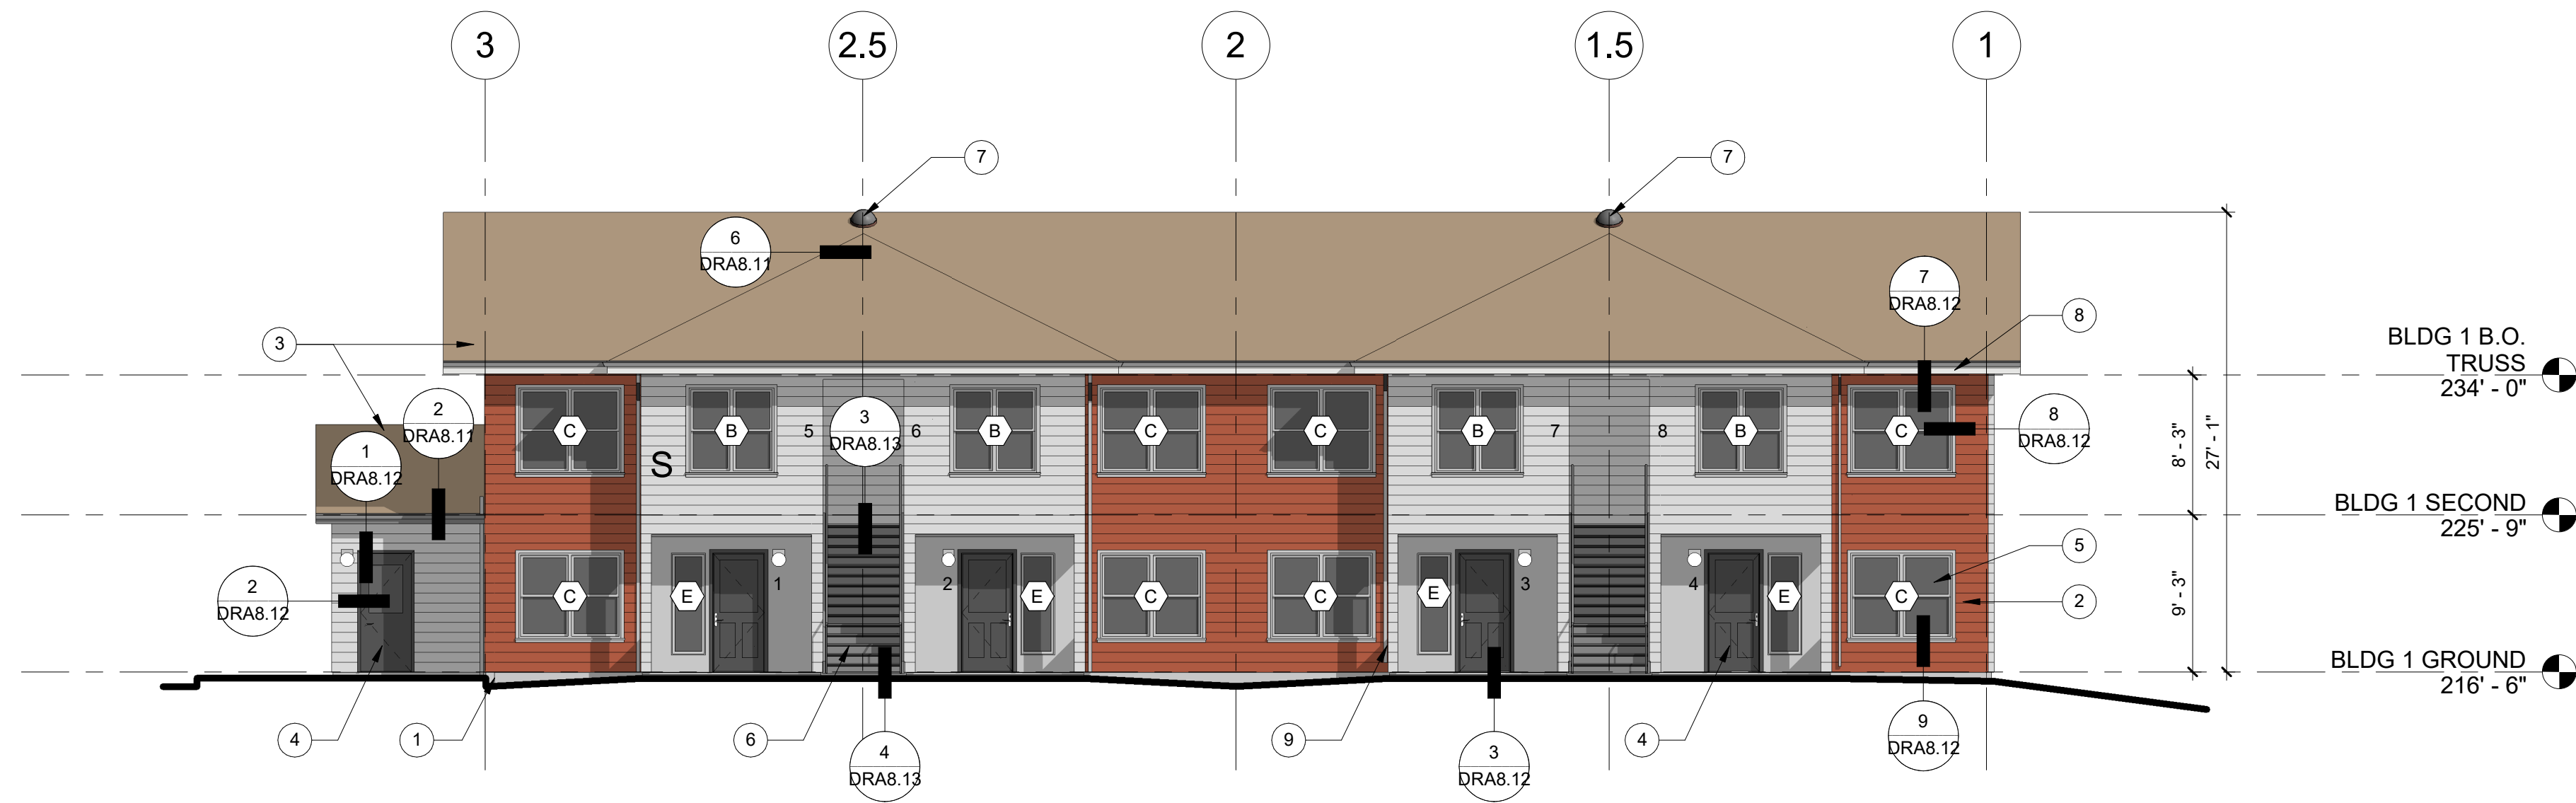 3
2.5
2
1.5
1
7
7
6
DRA8.11
7
DRA8.12
8
3
BLDG 1 B.O.
TRUSS
234' - 0"
2
DRA8.11
1
DRA8.12
C
B
5
3
DRA8.13
6
B
C
C
B
7
8
B
C
8
DRA8.12
8' - 3"
27' - 1"
S
BLDG 1 SECOND
225' - 9"
5
2
DRA8.12
C
E
1
2
E
C
C
E
3
4
E
C
2
9' - 3"
BLDG 1 GROUND
216' - 6"
4
1
6
4
DRA8.13
9
3
DRA8.12
4
9
DRA8.12